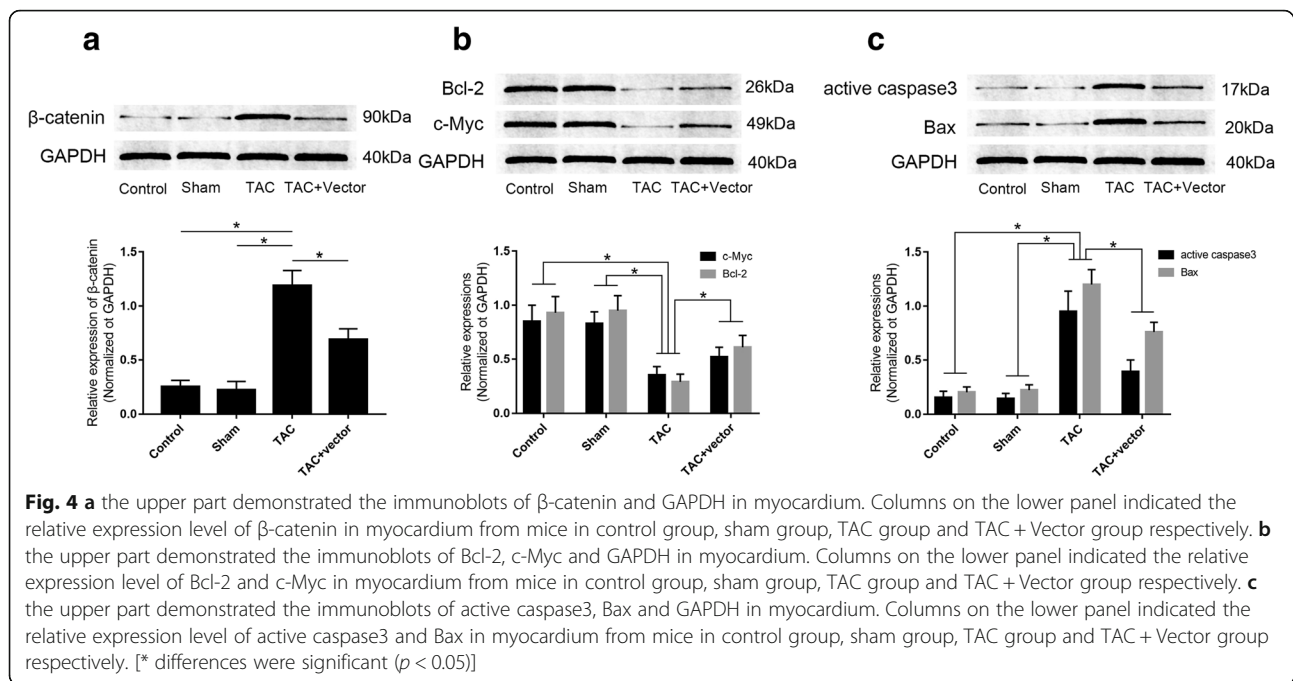 a
β-catenin
90kDa
GAPDH
40kDa
Control Sham TAC TAC+Vector
Relative expression of β-catenin
(Normalized ot GAPDH)
1.5
1.0
0.5
0.0
* * *
Control Sham TAC TAC+vector
b
Bcl-2
26kDa
c-Myc
49kDa
GAPDH
40kDa
Control Sham TAC TAC+Vector
Relative expressions
(Normalized ot GAPDH)
1.5
1.0
0.5
0.0
* * *
c-Myc
Bcl-2
Control Sham TAC TAC+vector
c
active caspase3
17kDa
Bax
20kDa
GAPDH
40kDa
Control Sham TAC TAC+Vector
Relative expressions
(Normalized ot GAPDH)
1.5
1.0
0.5
0.0
* * *
active caspase3
Bax
Control Sham TAC TAC+vector
Fig. 4 a the upper part demonstrated the immunoblots of β-catenin and GAPDH in myocardium. Columns on the lower panel indicated the
relative expression level of β-catenin in myocardium from mice in control group, sham group, TAC group and TAC + Vector group respectively. b
the upper part demonstrated the immunoblots of Bcl-2, c-Myc and GAPDH in myocardium. Columns on the lower panel indicated the relative
expression level of Bcl-2 and c-Myc in myocardium from mice in control group, sham group, TAC group and TAC + Vector group respectively. c
the upper part demonstrated the immunoblots of active caspase3, Bax and GAPDH in myocardium. Columns on the lower panel indicated the
relative expression level of active caspase3 and Bax in myocardium from mice in control group, sham group, TAC group and TAC + Vector group
respectively. [* differences were significant (p < 0.05)]